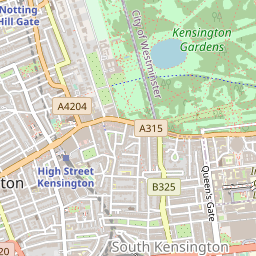 Notting
Hill Gate
City of Westminster
Kensington
Gardens
A4204
A315
High Street
Kensington
B325
Queen's Gate
South Kensington